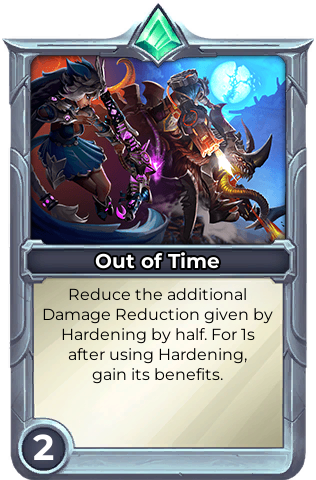 Out of Time
Reduce the additional
Damage Reduction given by
Hardening by half. For 1s
after using Hardening,
gain its benefits.
2